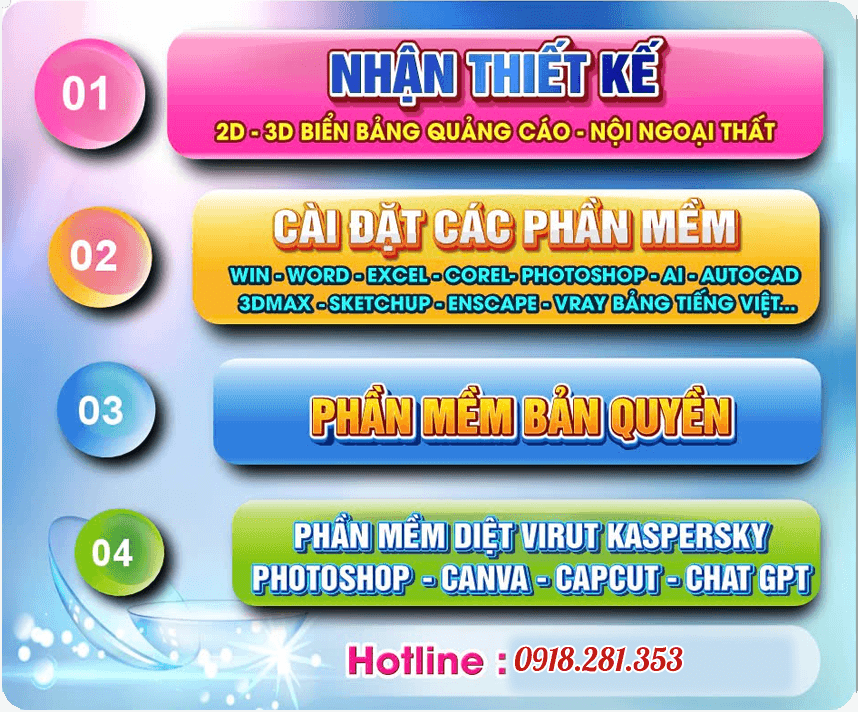 01
NHẬN THIẾT KẾ
2D - 3D BIỂN BẢNG QUẢNG CÁO - NỘI NGOẠI THẤT
02
CÀI ĐẶT CÁC PHẦN MỀM
WIN - WORD - EXCEL - COREL- PHOTOSHOP - AI - AUTOCAD
3DMAX - SKETCHUP - ENSCAPE - VRAY BẢNG TIẾNG VIỆT...
03
PHẦN MỀM BẢN QUYỀN
04
PHẦN MỀM DIỆT VIRUT KASPERSKY
PHOTOSHOP - CANVA - CAPCUT - CHAT GPT
Hotline : 0918.281.353